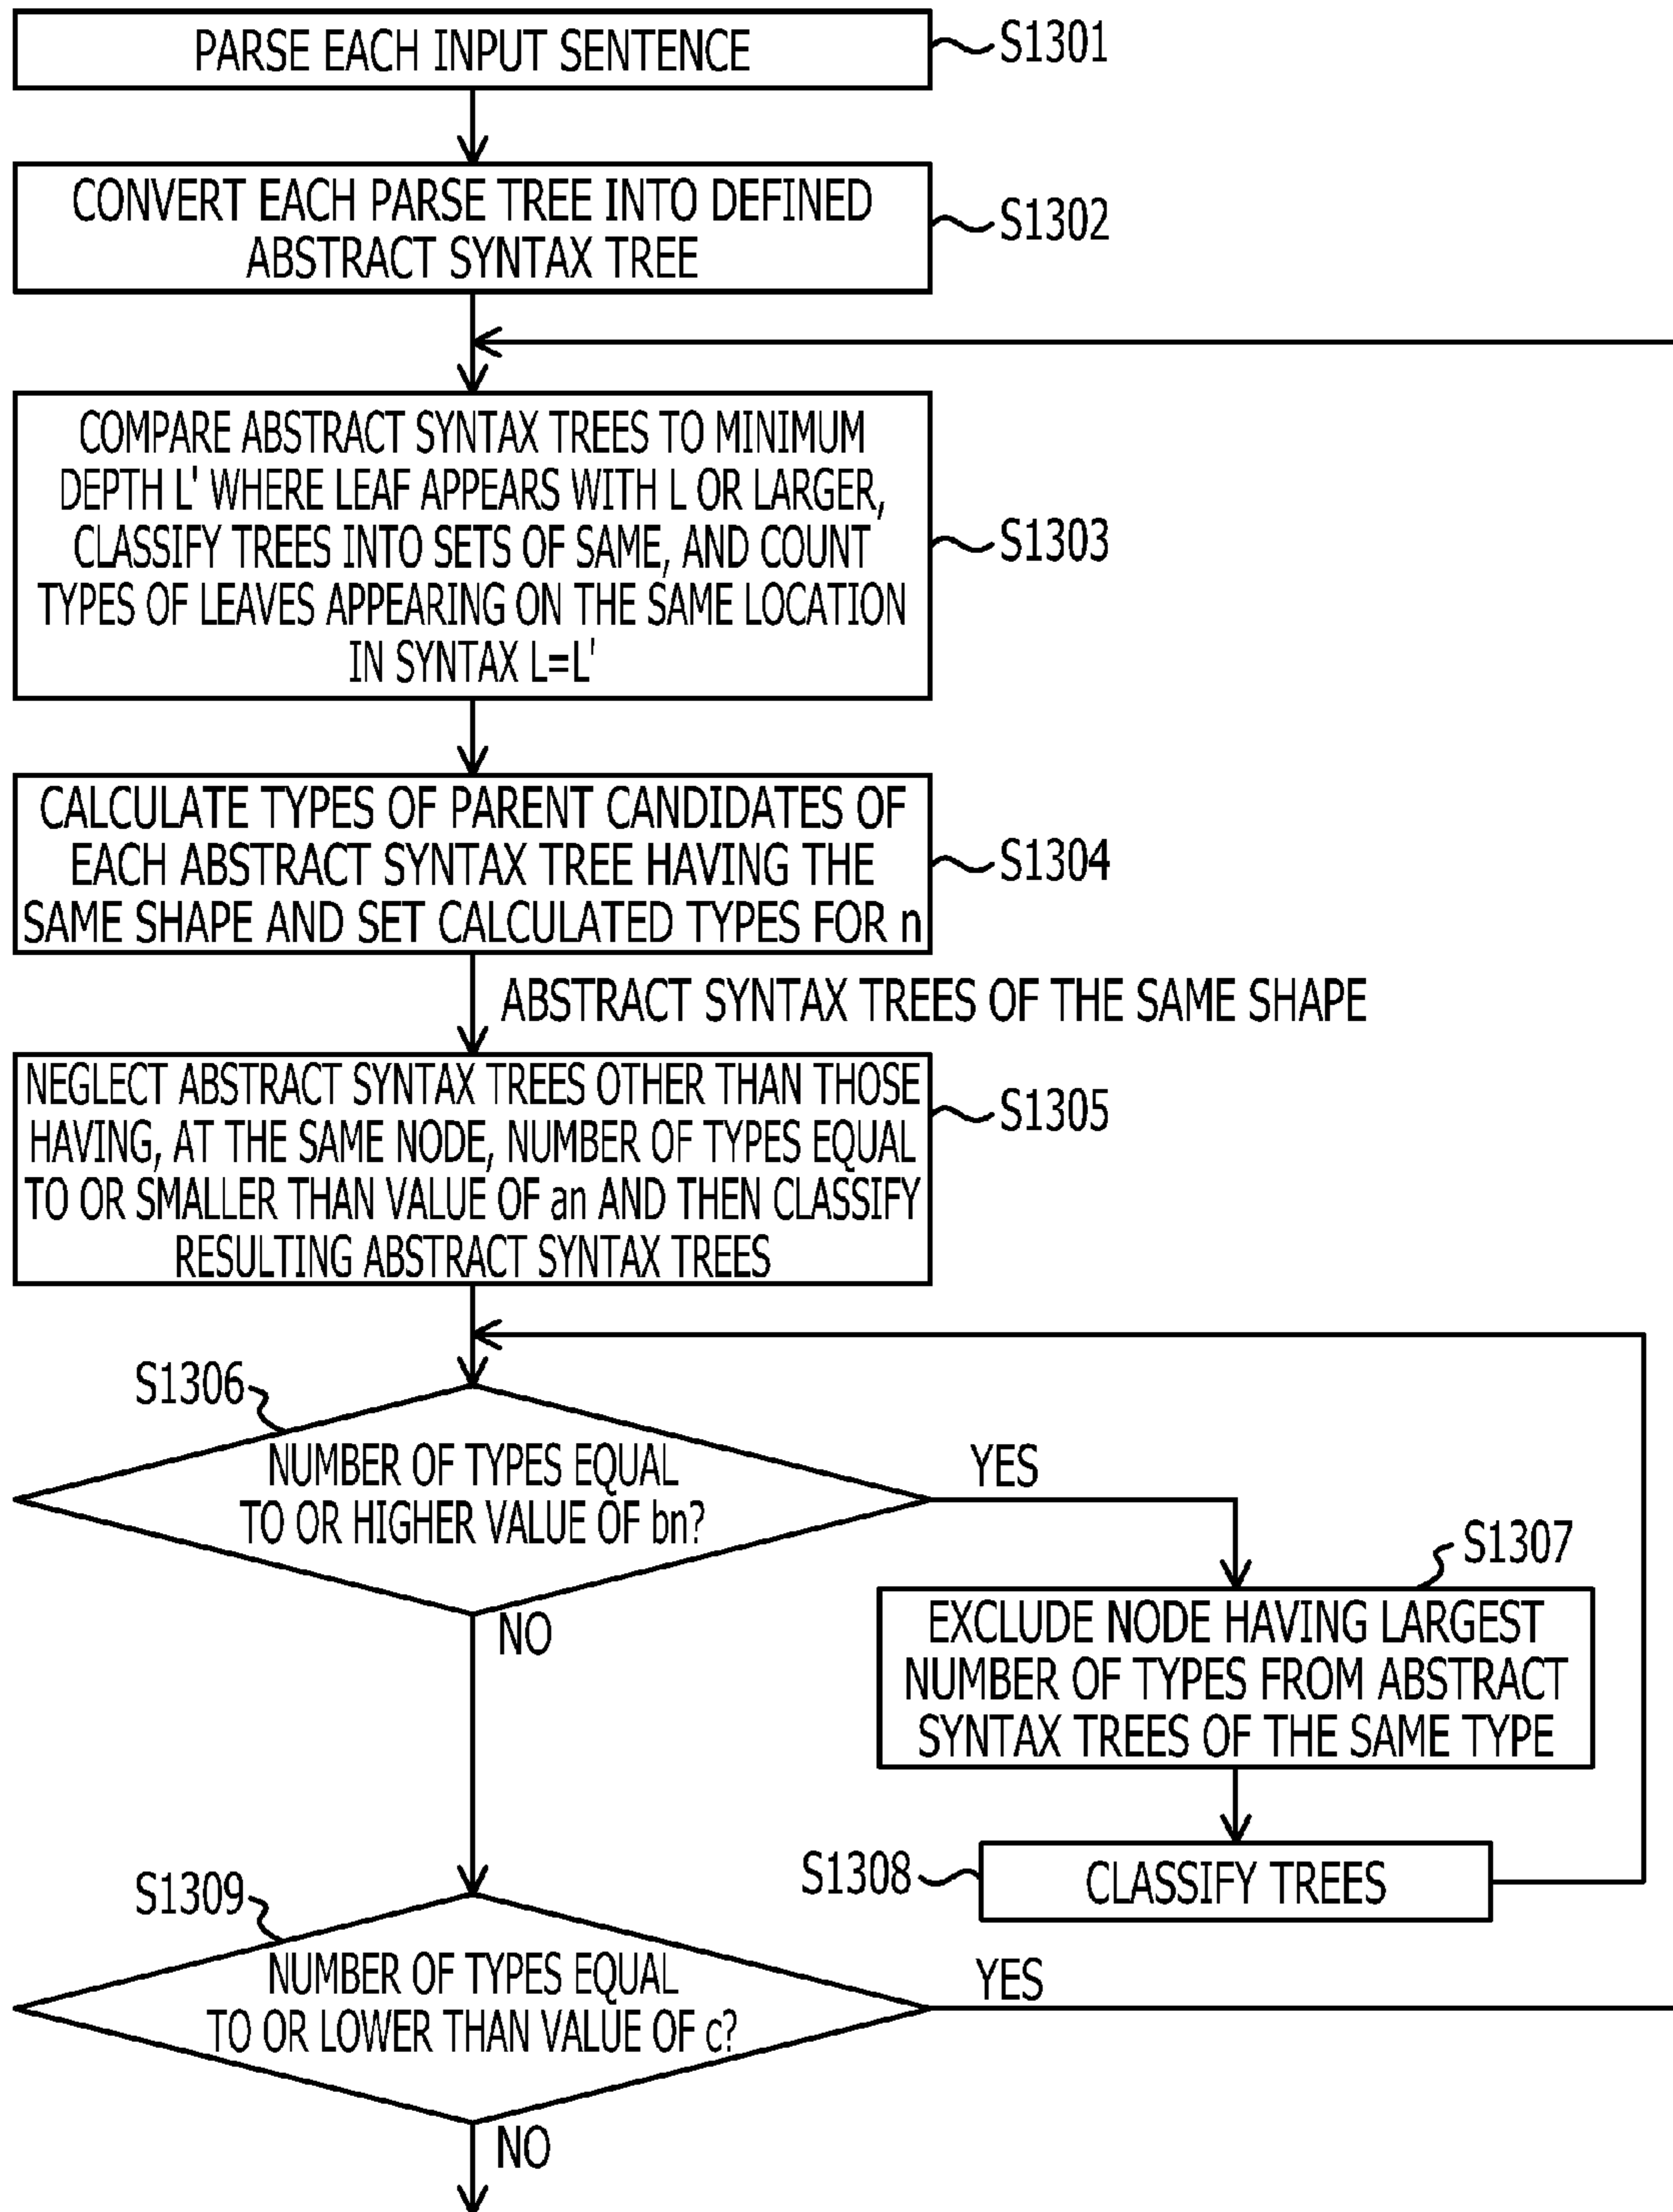 PARSE EACH INPUT SENTENCE
S1301
CONVERT EACH PARSE TREE INTO DEFINED
ABSTRACT SYNTAX TREE
S1302
COMPARE ABSTRACT SYNTAX TREES TO MINIMUM
DEPTH L' WHERE LEAF APPEARS WITH L OR LARGER,
CLASSIFY TREES INTO SETS OF SAME, AND COUNT
TYPES OF LEAVES APPEARING ON THE SAME LOCATION
IN SYNTAX L=L'
S1303
CALCULATE TYPES OF PARENT CANDIDATES OF
EACH ABSTRACT SYNTAX TREE HAVING THE
SAME SHAPE AND SET CALCULATED TYPES FOR n
S1304
ABSTRACT SYNTAX TREES OF THE SAME SHAPE
NEGLECT ABSTRACT SYNTAX TREES OTHER THAN THOSE
HAVING, AT THE SAME NODE, NUMBER OF TYPES EQUAL
TO OR SMALLER THAN VALUE OF an AND THEN CLASSIFY
RESULTING ABSTRACT SYNTAX TREES
S1305
S1306
NUMBER OF TYPES EQUAL
TO OR HIGHER VALUE OF bn?
YES
NO
S1307
EXCLUDE NODE HAVING LARGEST
NUMBER OF TYPES FROM ABSTRACT
SYNTAX TREES OF THE SAME TYPE
S1308
CLASSIFY TREES
S1309
NUMBER OF TYPES EQUAL
TO OR LOWER THAN VALUE OF c?
YES
NO